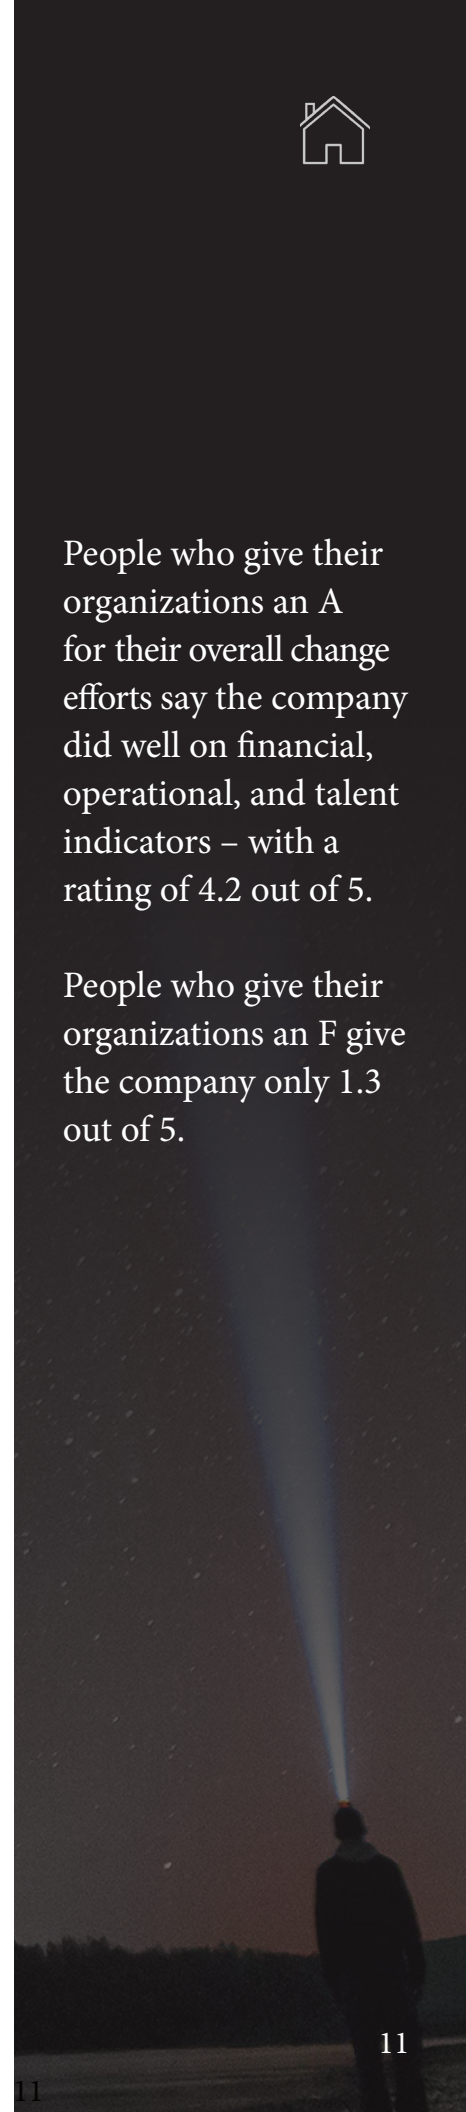 People who give their
organizations an A
for their overall change
efforts say the company
did well on financial,
operational, and talent
indicators – with a
rating of 4.2 out of 5.
People who give their
organizations an F give
the company only 1.3
out of 5.
11
11